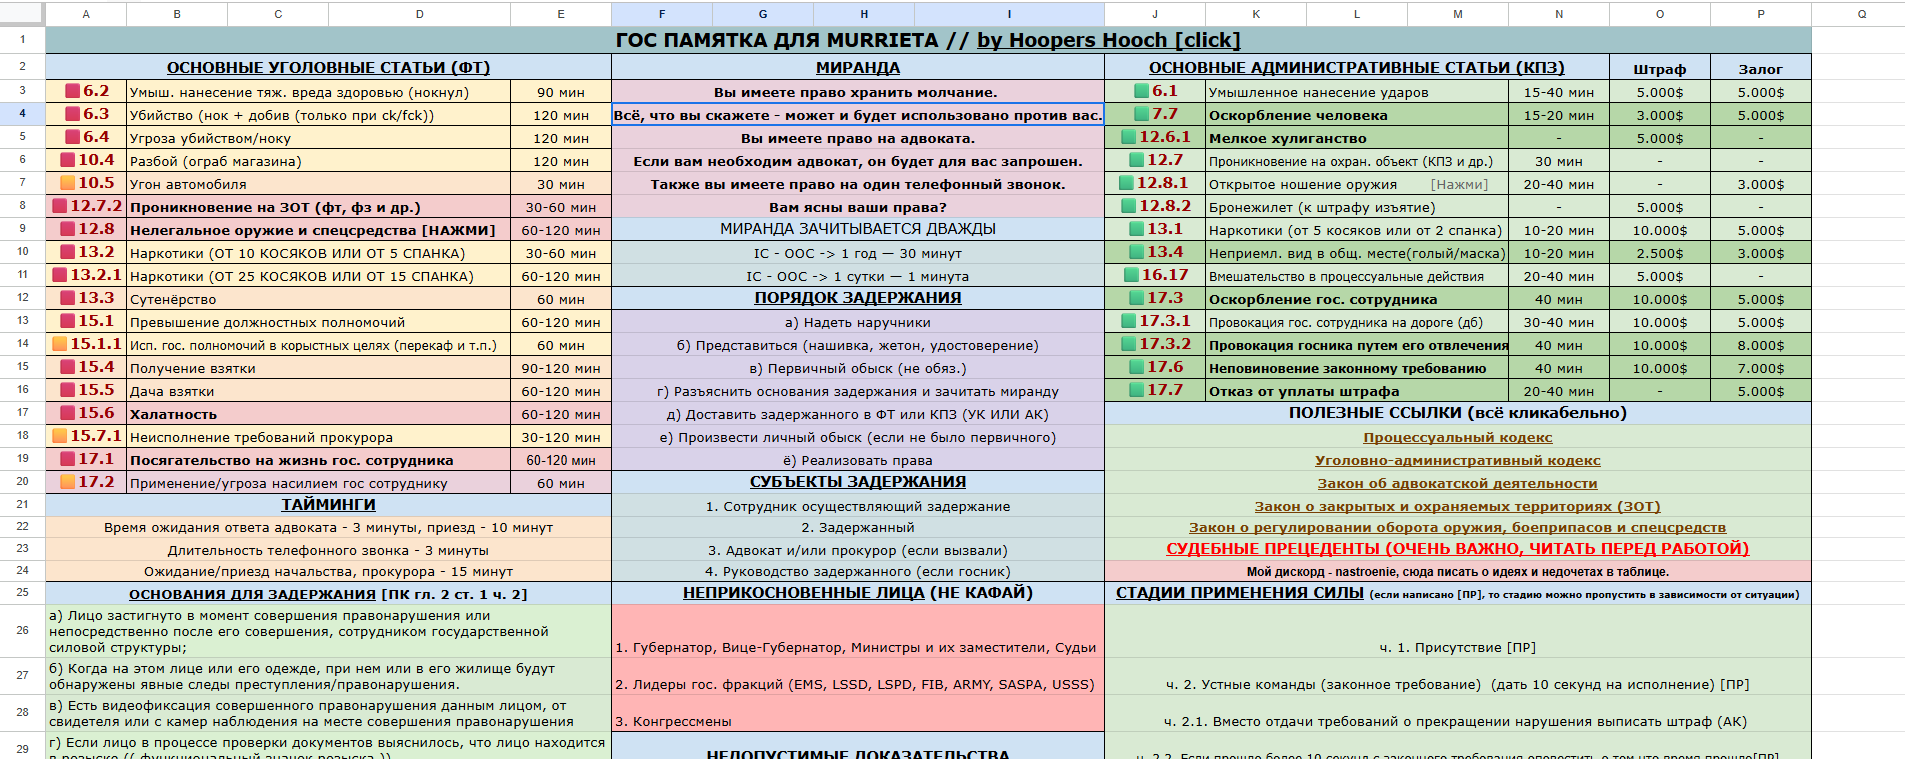 A B C D E F G H I J K L M N O P Q
1 ГОС ПАМЯТКА ДЛЯ MURRIETA // by Hoopers Hooch [click]
2 ОСНОВНЫЕ УГОЛОВНЫЕ СТАТЬИ (ФТ) МИРАНДА ОСНОВНЫЕ АДМИНИСТРАТИВНЫЕ СТАТЬИ (КПЗ) Штраф Залог
3 6.2 Умыш. нанесение тяж. вреда здоровью (нокнул) 90 мин Вы имеете право хранить молчание. 6.1 Умышленное нанесение ударов 15-40 мин 5.000$ 5.000$
4 6.3 Убийство (нок + добив (только при ck/fck)) 120 мин Всё, что вы скажете - может и будет использовано против вас. 7.7 Оскорбление человека 15-20 мин 3.000$ 5.000$
5 6.4 Угроза убийством/ноку 120 мин Вы имеете право на адвоката. 12.6.1 Мелкое хулиганство - 5.000$ -
6 10.4 Разбой (ограб магазина) 120 мин Если вам необходим адвокат, он будет для вас запрошен. 12.7 Проникновение на охран. объект (КПЗ и др.) 30 мин - -
7 10.5 Угон автомобиля 30 мин Также вы имеете право на один телефонный звонок. 12.8.1 Открытое ношение оружия [Нажми] 20-40 мин - 3.000$
8 12.7.2 Проникновение на ЗОТ (фт, фз и др.) 30-60 мин Вам ясны ваши права? 12.8.2 Бронежилет (к штрафу изъятие) - 5.000$ -
9 12.8 Нелегальное оружие и спецсредства [НАЖМИ] 60-120 мин МИРАНДА ЗАЧИТЫВАЕТСЯ ДВАЖДЫ 13.1 Наркотики (от 5 косяков или от 2 спанка) 10-20 мин 10.000$ 5.000$
10 13.2 Наркотики (ОТ 10 КОСЯКОВ ИЛИ ОТ 5 СПАНКА) 30-60 мин IC - OOC -> 1 год — 30 минут 13.4 Неприемл. вид в общ. месте(голый/маска) 10-20 мин 2.500$ 3.000$
11 13.2.1 Наркотики (ОТ 25 КОСЯКОВ ИЛИ ОТ 15 СПАНКА) 60-120 мин IC - OOC -> 1 сутки — 1 минута 16.17 Вмешательство в процессуальные действия 20-40 мин 5.000$ -
12 13.3 Сутенёрство 60 мин ПОРЯДОК ЗАДЕРЖАНИЯ 17.3 Оскорбление гос. сотрудника 40 мин 10.000$ 5.000$
13 15.1 Превышение должностных полномочий 60-120 мин а) Надеть наручники 17.3.1 Провокация гос. сотрудника на дороге (дб) 30-40 мин 10.000$ 5.000$
14 15.1.1 Исп. гос. полномочий в корыстных целях (перекаф и т.п.) 60 мин б) Представиться (нашивка, жетон, удостоверение) 17.3.2 Провокация госника путем его отвлечения 40 мин 10.000$ 8.000$
15 15.4 Получение взятки 90-120 мин в) Первичный обыск (не обяз.) 17.6 Неповиновение законному требованию 40 мин 10.000$ 7.000$
16 15.5 Дача взятки 60-120 мин г) Разъяснить основания задержания и зачитать миранду 17.7 Отказ от уплаты штрафа 20-40 мин - 5.000$
17 15.6 Халатность 60-120 мин д) Доставить задержанного в ФТ или КПЗ (УК ИЛИ АК) ПОЛЕЗНЫЕ ССЫЛКИ (всё кликабельно)
18 15.7.1 Неисполнение требований прокурора 30-120 мин е) Произвести личный обыск (если не было первичного) Процессуальный кодекс
19 17.1 Посягательство на жизнь гос. сотрудника 60-120 мин ё) Реализовать права Уголовно-административный кодекс
20 17.2 Применение/угроза насилием гос сотруднику 60 мин СУБЪЕКТЫ ЗАДЕРЖАНИЯ Закон об адвокатской деятельности
21 ТАЙМИНГИ 1. Сотрудник осуществляющий задержание Закон о закрытых и охраняемых территориях (ЗОТ)
22 Время ожидания ответа адвоката - 3 минуты, приезд - 10 минут 2. Задержанный Закон о регулировании оборота оружия, боеприпасов и спецсредств
23 Длительность телефонного звонка - 3 минуты 3. Адвокат и/или прокурор (если вызвали) СУДЕБНЫЕ ПРЕЦЕДЕНТЫ (ОЧЕНЬ ВАЖНО, ЧИТАТЬ ПЕРЕД РАБОТОЙ)
24 Ожидание/приезд начальства, прокурора - 15 минут 4. Руководство задержанного (если госник) Мой дискорд - nastroenie, сюда писать о идеях и недочетах в таблице.
25 ОСНОВАНИЯ ДЛЯ ЗАДЕРЖАНИЯ [ПК гл. 2 ст. 1 ч. 2] НЕПРИКОСНОВЕННЫЕ ЛИЦА (НЕ КАФАЙ) СТАДИИ ПРИМЕНЕНИЯ СИЛЫ (если написано [ПР], то стадию можно пропустить в зависимости от ситуации)
а) Лицо застигнуто в момент совершения правонарушения или
26 непосредственно после его совершения, сотрудником государственной
силовой структуры; 1. Губернатор, Вице-Губернатор, Министры и их заместители, Судьи ч. 1. Присутствие [ПР]
27 б) Когда на этом лице или его одежде, при нем или в его жилище будут
обнаружены явные следы преступления/правонарушения. 2. Лидеры гос. фракций (EMS, LSSD, LSPD, FIB, ARMY, SASPA, USSS) ч. 2. Устные команды (законное требование) (дать 10 секунд на исполнение) [ПР]
28 в) Есть видеофиксация совершенного правонарушения данным лицом, от
свидетеля или с камер наблюдения на месте совершения правонарушения 3. Конгрессмены ч. 2.1. Вместо отдачи требований о прекращении нарушения выписать штраф (АК)
29 г) Если лицо в процессе проверки документов выяснилось, что лицо находится
в розыске (( функциональный значок розыска )) НЕДОПУСТИМЫЕ ДОКАЗАТЕЛЬСТВА ч. 2.2. Если прошло более 10 секунд с законного требования оповестить о том что время прошло[ПР]